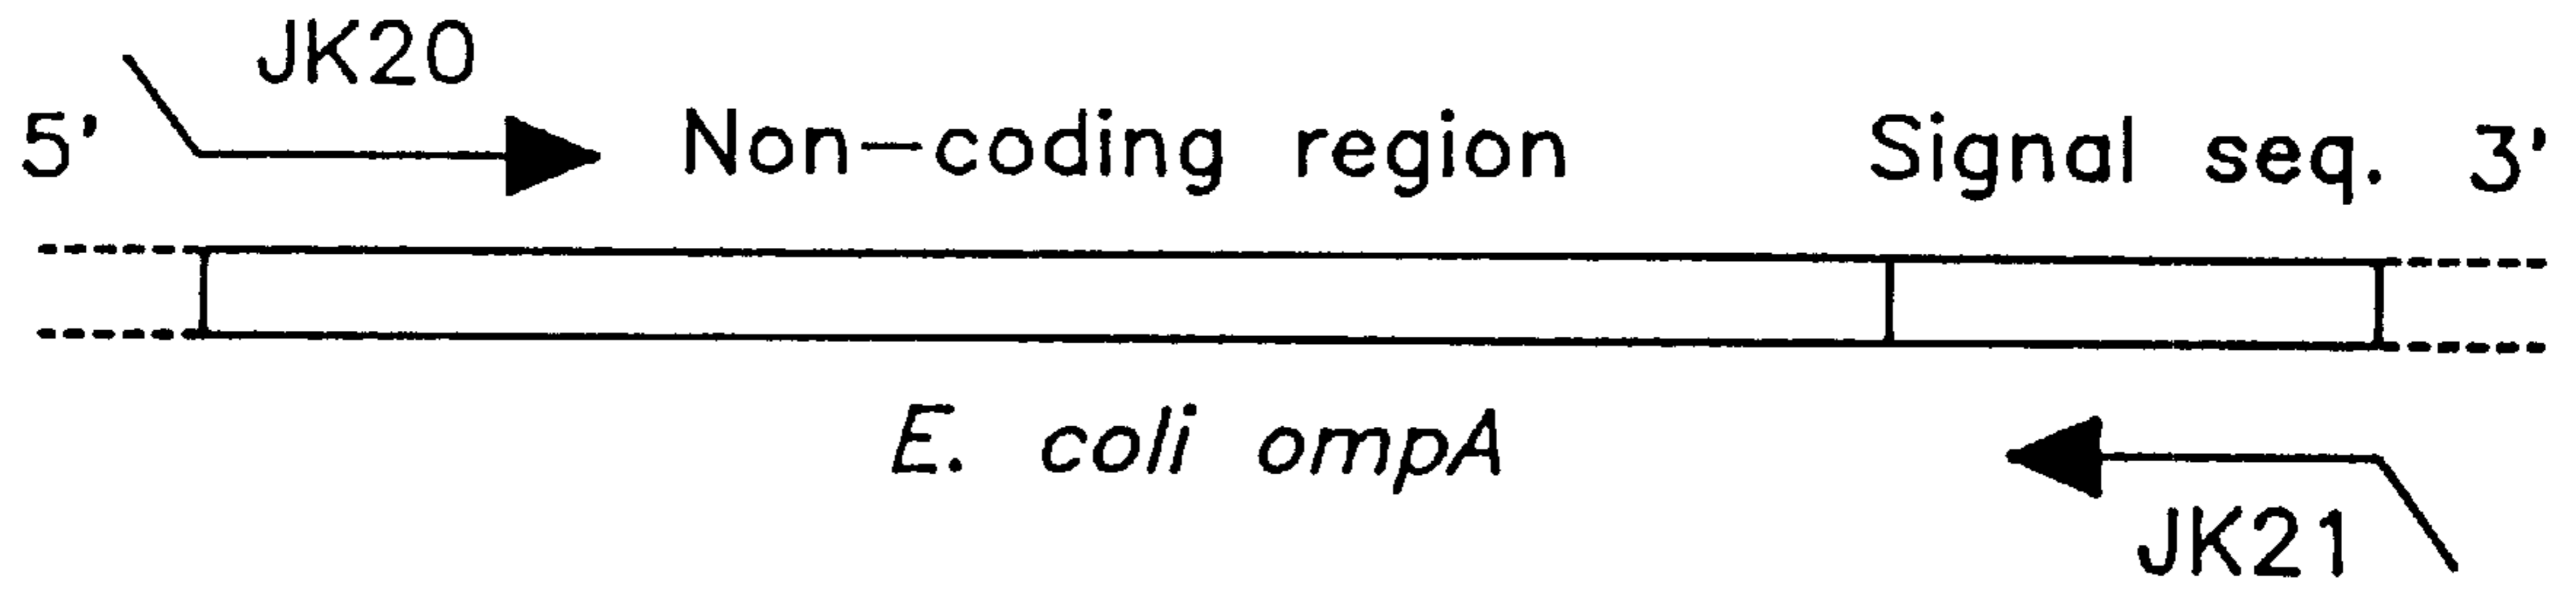 JK20
5' Non-coding region Signal seq. 3'
E. coli ompA
JK21